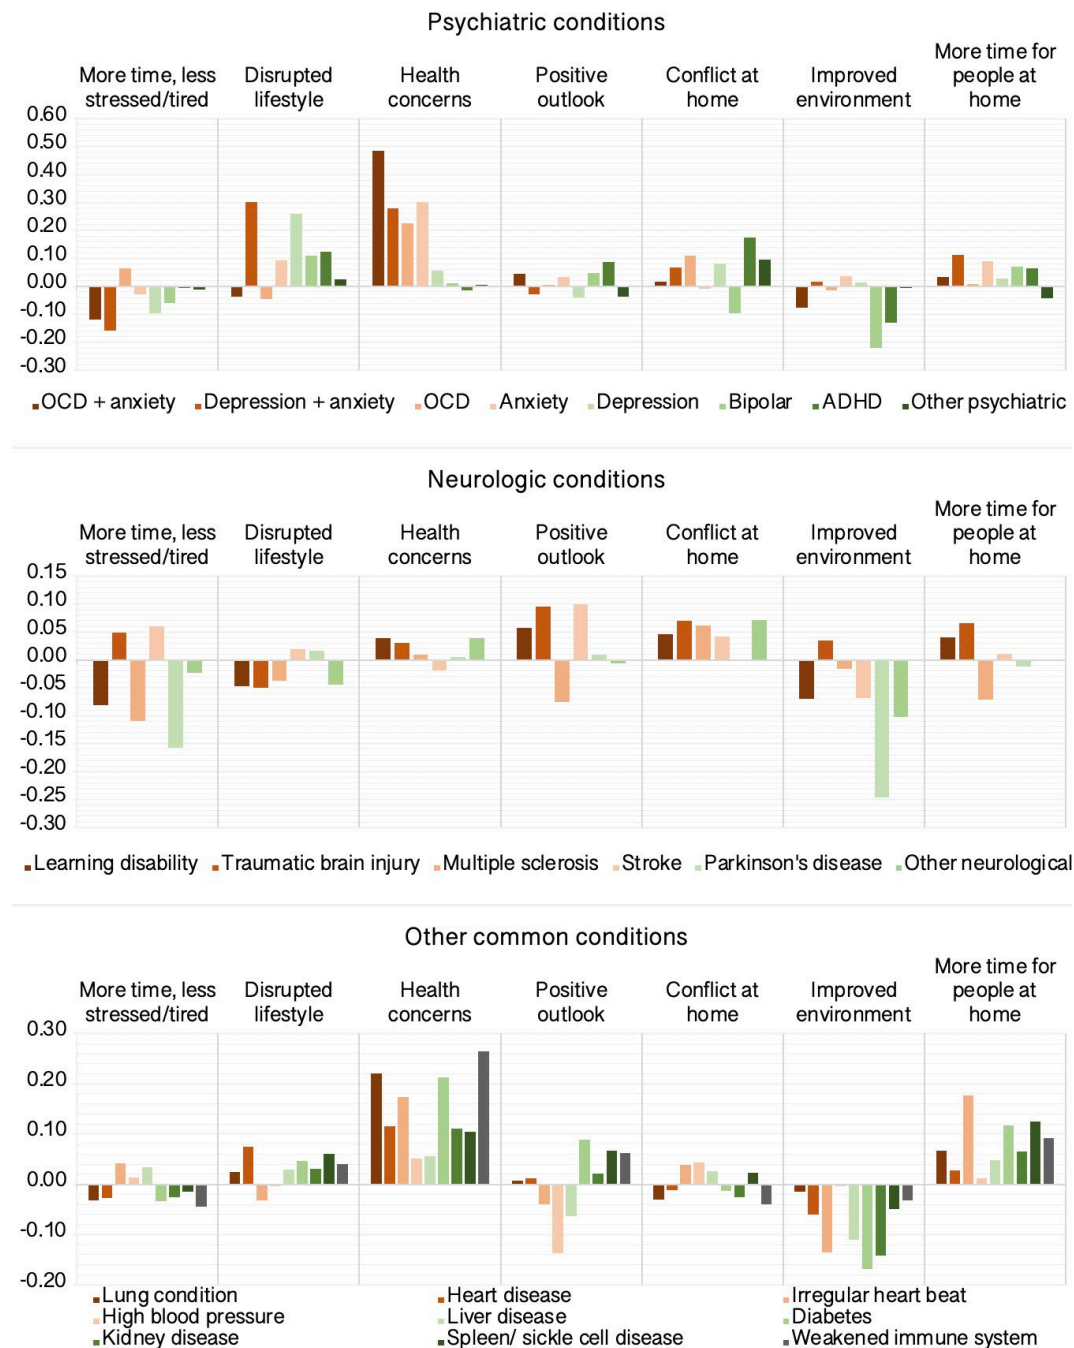 Psychiatric conditions
More time, less stressed/tired
Disrupted lifestyle
Health concerns
Positive outlook
Conflict at home
Improved environment
More time for people at home
0.60
0.50
0.40
0.30
0.20
0.10
0.00
-0.10
-0.20
-0.30
OCD + anxiety Depression + anxiety OCD Anxiety Depression Bipolar ADHD Other psychiatric
Neurologic conditions
More time, less stressed/tired
Disrupted lifestyle
Health concerns
Positive outlook
Conflict at home
Improved environment
More time for people at home
0.15
0.10
0.05
0.00
-0.05
-0.10
-0.15
-0.20
-0.25
-0.30
Learning disability Traumatic brain injury Multiple sclerosis Stroke Parkinson's disease Other neurological
Other common conditions
More time, less stressed/tired
Disrupted lifestyle
Health concerns
Positive outlook
Conflict at home
Improved environment
More time for people at home
0.30
0.20
0.10
0.00
-0.10
-0.20
Lung condition Heart disease Irregular heart beat
High blood pressure Liver disease Diabetes
Kidney disease Spleen/ sickle cell disease Weakened immune system